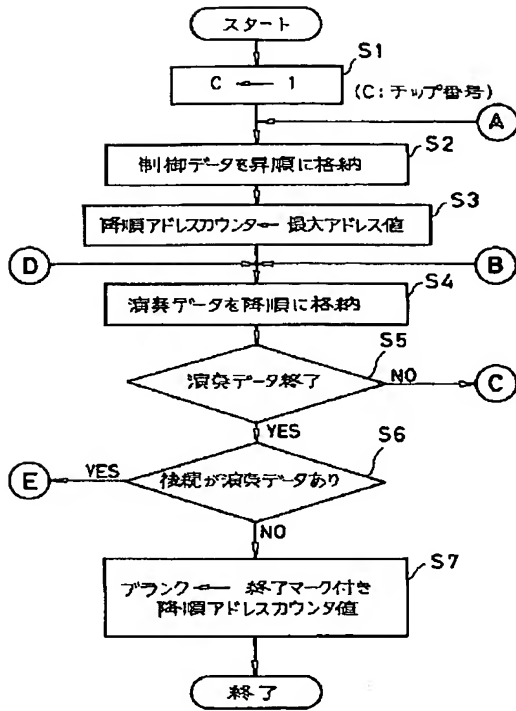 スタート
S1
C ← 1
(C:チップ番号)
A
S2
制御データを昇順に格納
S3
降順アドレスカウンタ← 最大アドレス値
D
B
S4
演奏データを降順に格納
S5
演奏データ終了
NO
C
YES
S6
E
YES
後続が演奏データあり
NO
S7
ブランク← 終了マーク付き
降順アドレスカウンタ値
終了